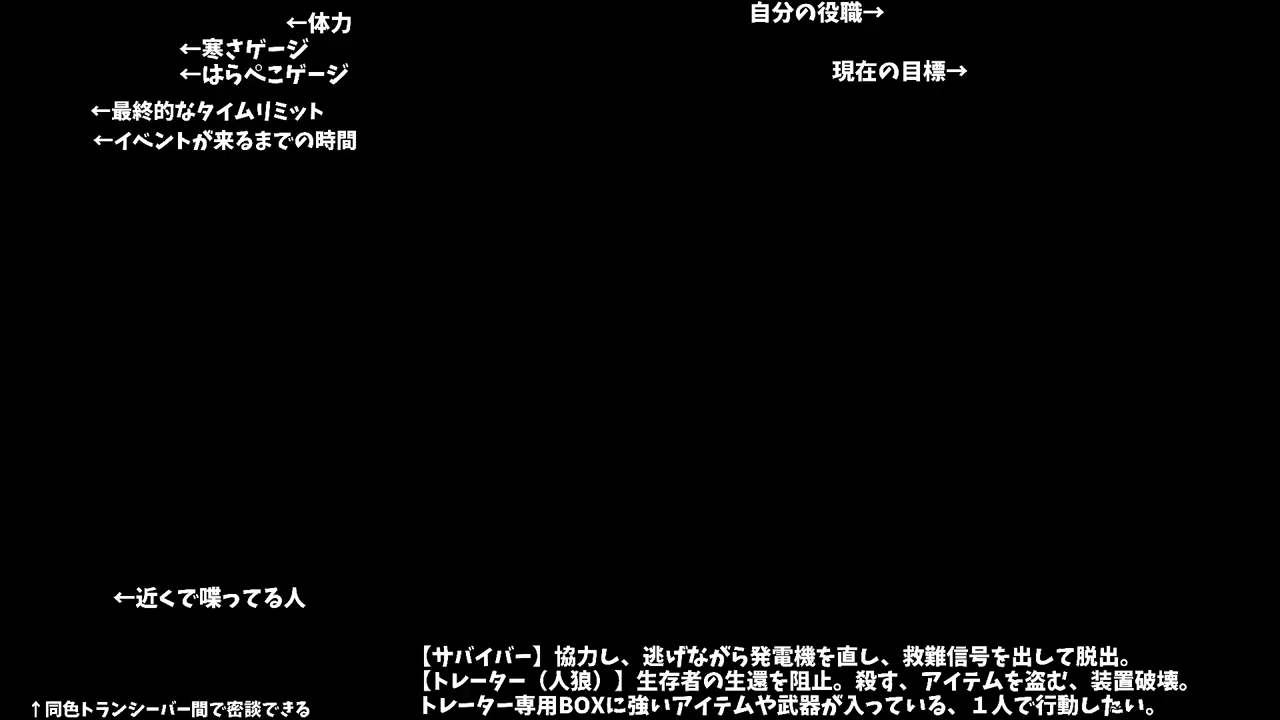 ←体力
←寒さゲージ
←はらぺこゲージ
←最終的なタイムリミット
←イベントが来るまでの時間
自分の役職→
現在の目標→
←近くで喋ってる人
↑同色トランシーバー間で密談できる
【サバイバー】協力し、逃げながら発電機を直し、救難信号を出して脱出。
【トレーター（人狼）】生存者の生還を阻止。殺す、アイテムを盗む、装置破壊。
トレーター専用BOXに強いアイテムや武器が入っている、１人で行動したい。